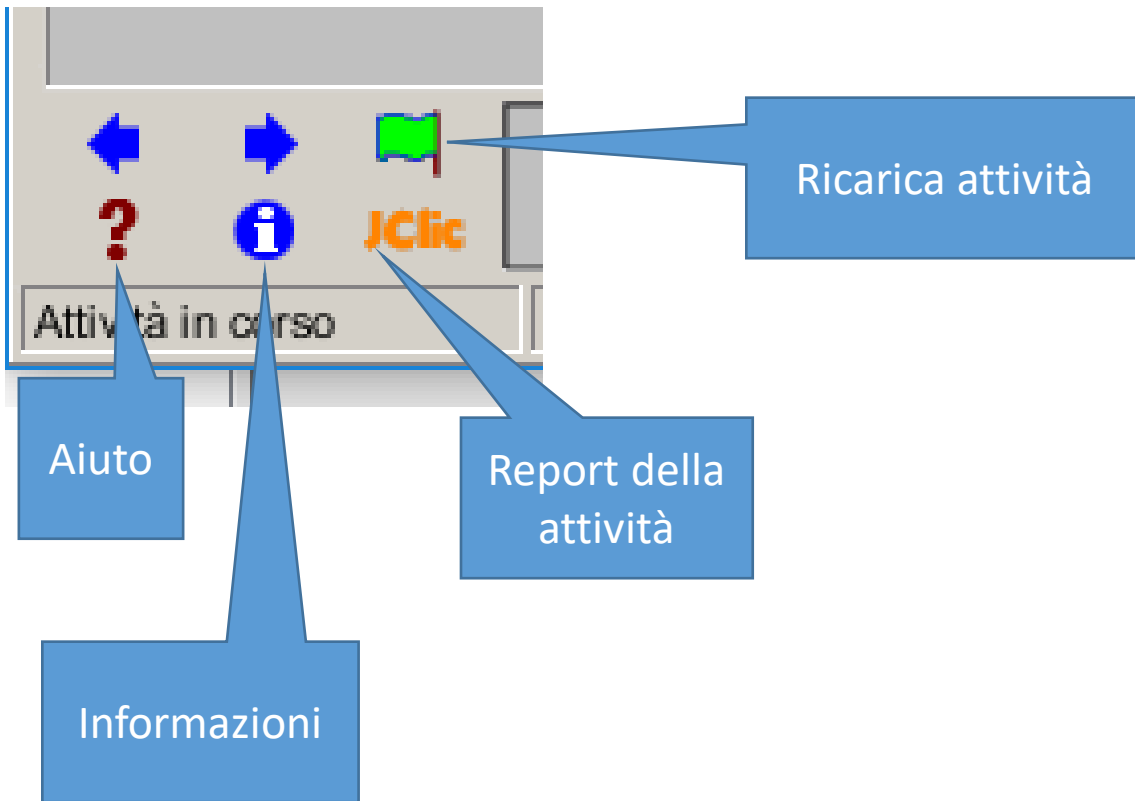 Ricarica attività
?
i
JClic
Attività in corso
Aiuto
Report della
attività
Informazioni